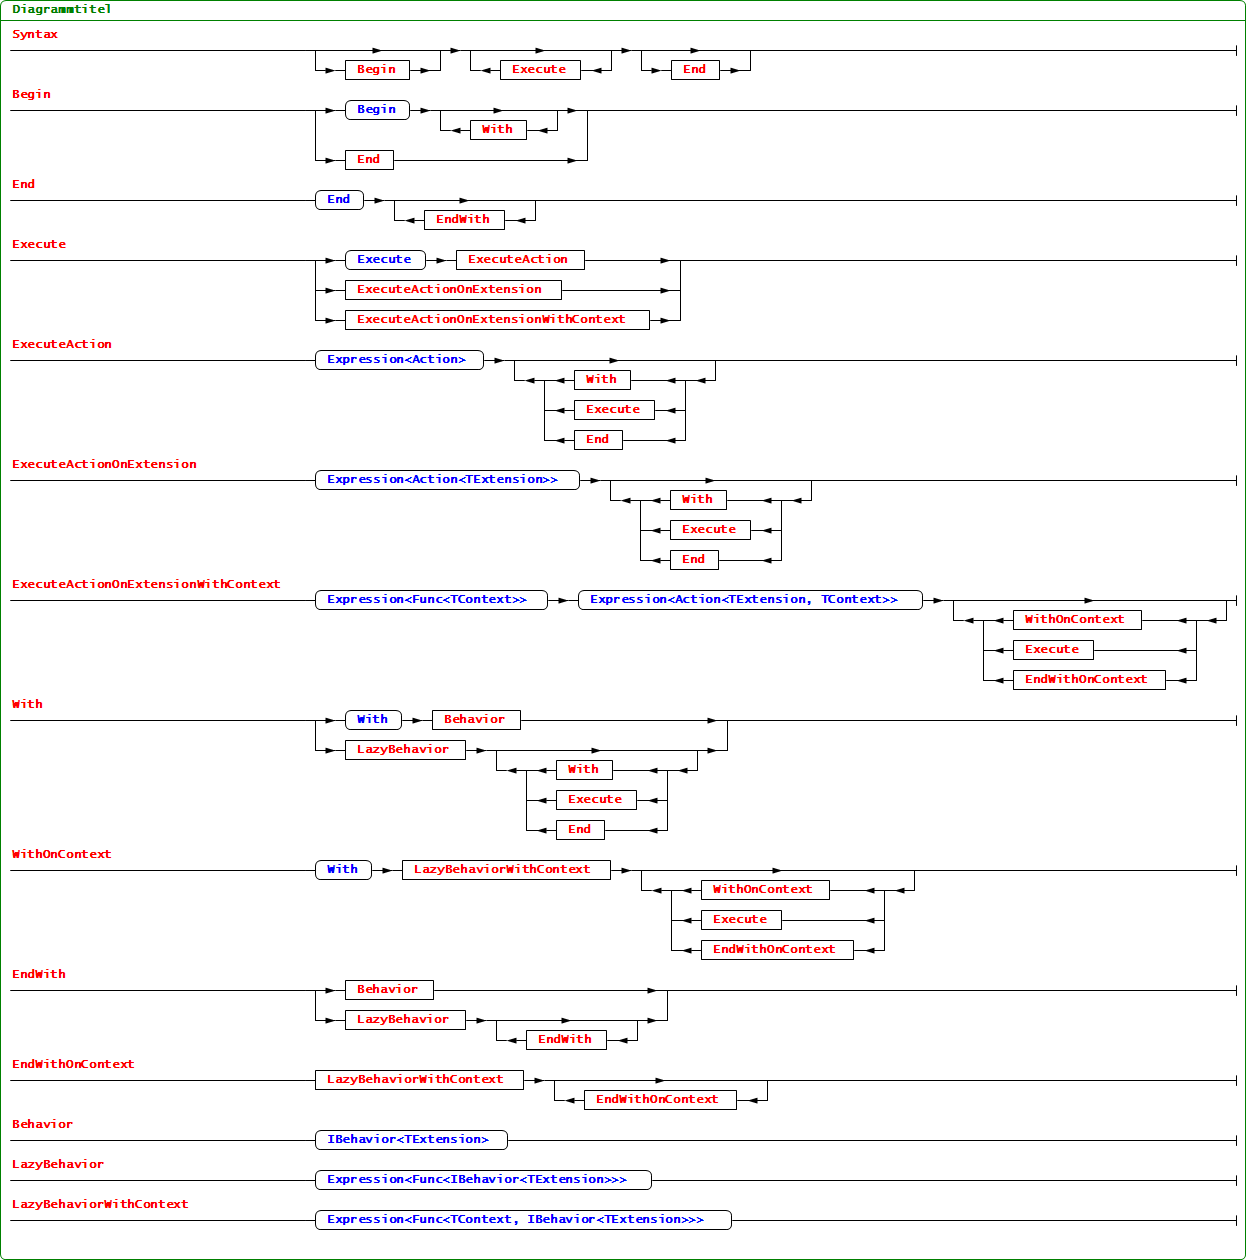 Diagrammtitel
Syntax
Begin Execute End
Begin
Begin
With
End
End
End
EndWith
Execute
Execute ExecuteAction
ExecuteActionOnExtension
ExecuteActionOnExtensionWithContext
ExecuteAction
Expression<Action>
With
Execute
End
ExecuteActionOnExtension
Expression<Action<TExtension>>
With
Execute
End
ExecuteActionOnExtensionWithContext
Expression<Func<TContext>> Expression<Action<TExtension, TContext>>
WithOnContext
Execute
EndWithOnContext
With
With Behavior
LazyBehavior
With
Execute
End
WithOnContext
With LazyBehaviorWithContext
WithOnContext
Execute
EndWithOnContext
EndWith
Behavior
LazyBehavior
EndWith
EndWithOnContext
LazyBehaviorWithContext
EndWithOnContext
Behavior
IBehavior<TExtension>
LazyBehavior
Expression<Func<IBehavior<TExtension>>>
LazyBehaviorWithContext
Expression<Func<TContext, IBehavior<TExtension>>>